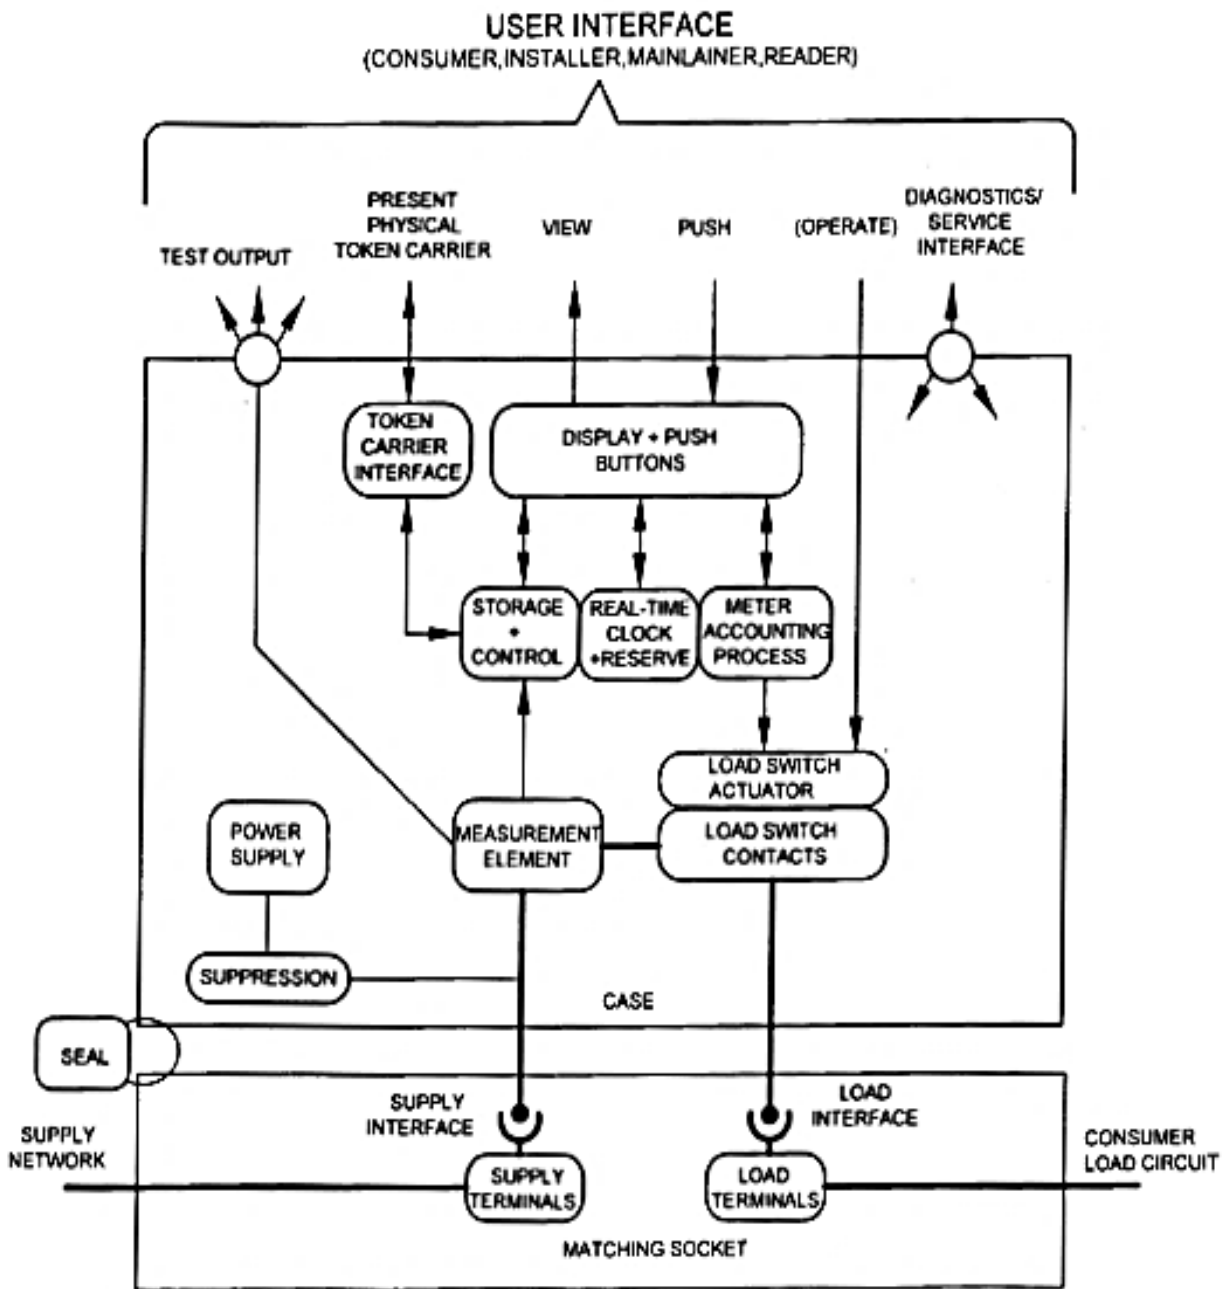 USER INTERFACE
(CONSUMER,INSTALLER,MAINLAINER,READER)
TEST OUTPUT
PRESENT
PHYSICAL
TOKEN CARRIER
VIEW
PUSH
(OPERATE)
DIAGNOSTICS/
SERVICE
INTERFACE
TOKEN
CARRIER
INTERFACE
DISPLAY + PUSH
BUTTONS
STORAGE
+
CONTROL
REAL-TIME
CLOCK
+RESERVE
METER
ACCOUNTING
PROCESS
LOAD SWITCH
ACTUATOR
POWER
SUPPLY
MEASUREMENT
ELEMENT
LOAD SWITCH
CONTACTS
SUPPRESSION
CASE
SEAL
SUPPLY
INTERFACE
LOAD
INTERFACE
SUPPLY
NETWORK
SUPPLY
TERMINALS
LOAD
TERMINALS
CONSUMER
LOAD CIRCUIT
MATCHING SOCKET